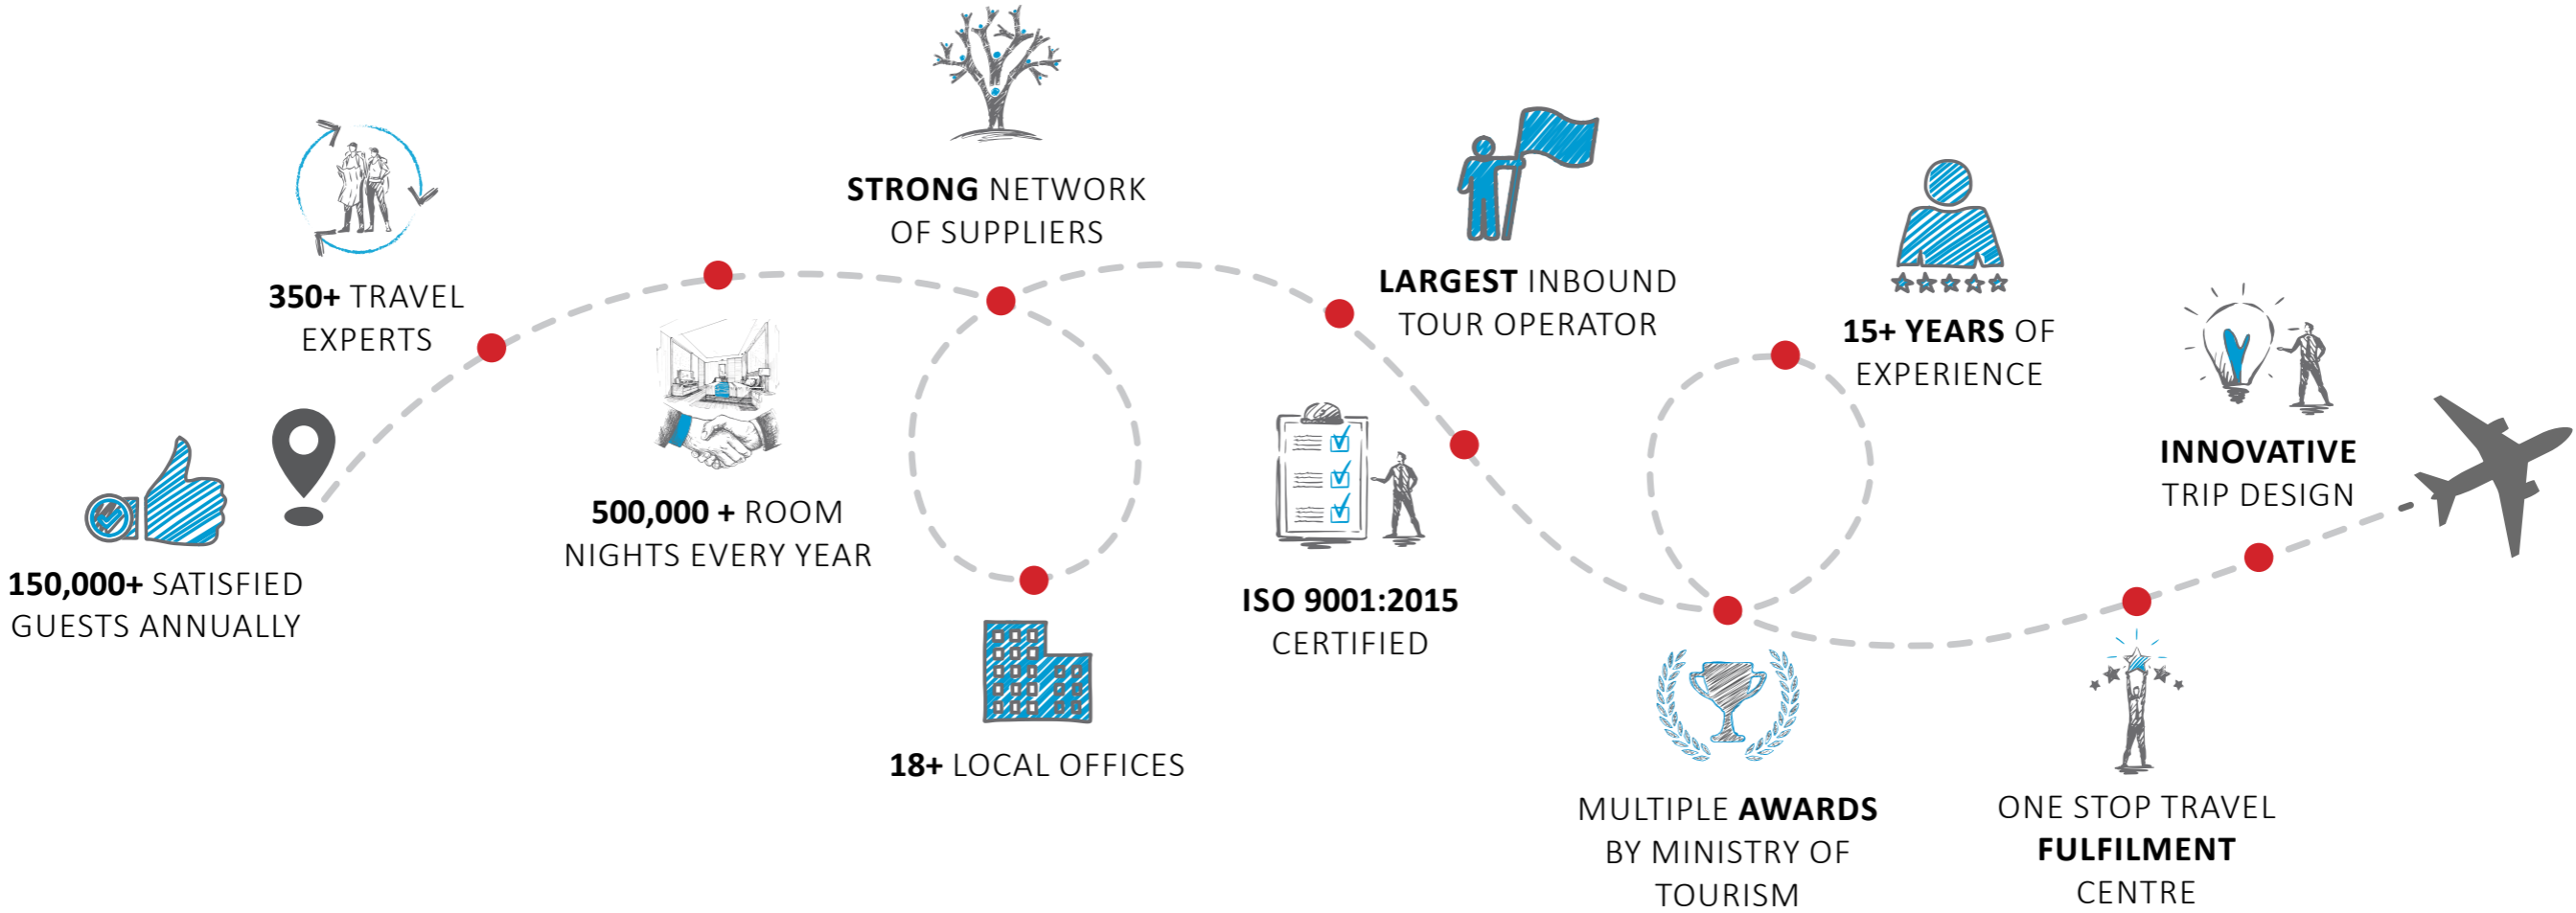 150,000+ SATISFIED
GUESTS ANNUALLY
350+ TRAVEL
EXPERTS
500,000 + ROOM
NIGHTS EVERY YEAR
STRONG NETWORK
OF SUPPLIERS
18+ LOCAL OFFICES
LARGEST INBOUND
TOUR OPERATOR
ISO 9001:2015
CERTIFIED
MULTIPLE AWARDS
BY MINISTRY OF
TOURISM
15+ YEARS OF
EXPERIENCE
ONE STOP TRAVEL
FULFILMENT
CENTRE
INNOVATIVE
TRIP DESIGN